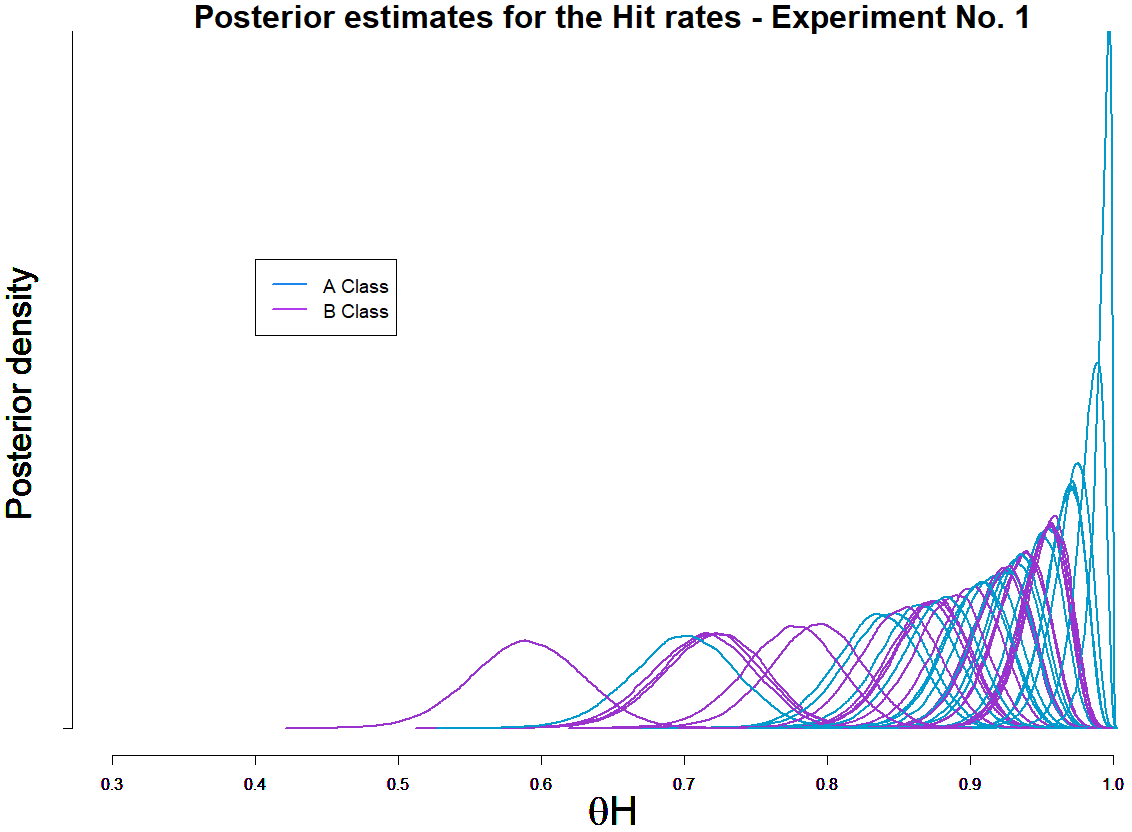 Posterior estimates for the Hit rates - Experiment No. 1
Posterior density
A Class
B Class
0.3 0.4 0.5 0.6 0.7 0.8 0.9 1.0
θH